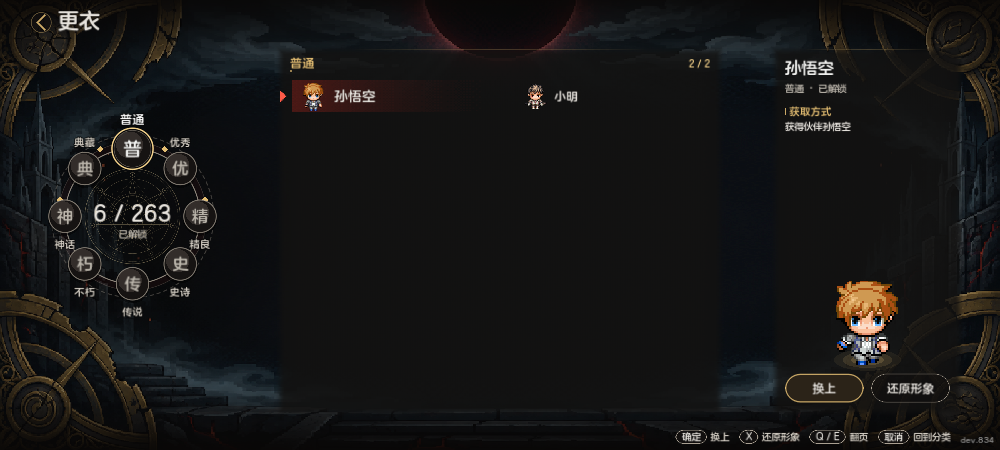 更衣
普通
典藏
优秀
普
典
优
神
6 / 263
精
已解锁
神话
精良
朽
史
不朽
传
史诗
传说
普通
2 / 2
孙悟空
小明
孙悟空
普通 · 已解锁
获取方式
获得伙伴孙悟空
换上
还原形象
确定 换上 X 还原形象 Q / E 翻页 取消 回到分类
dev.834